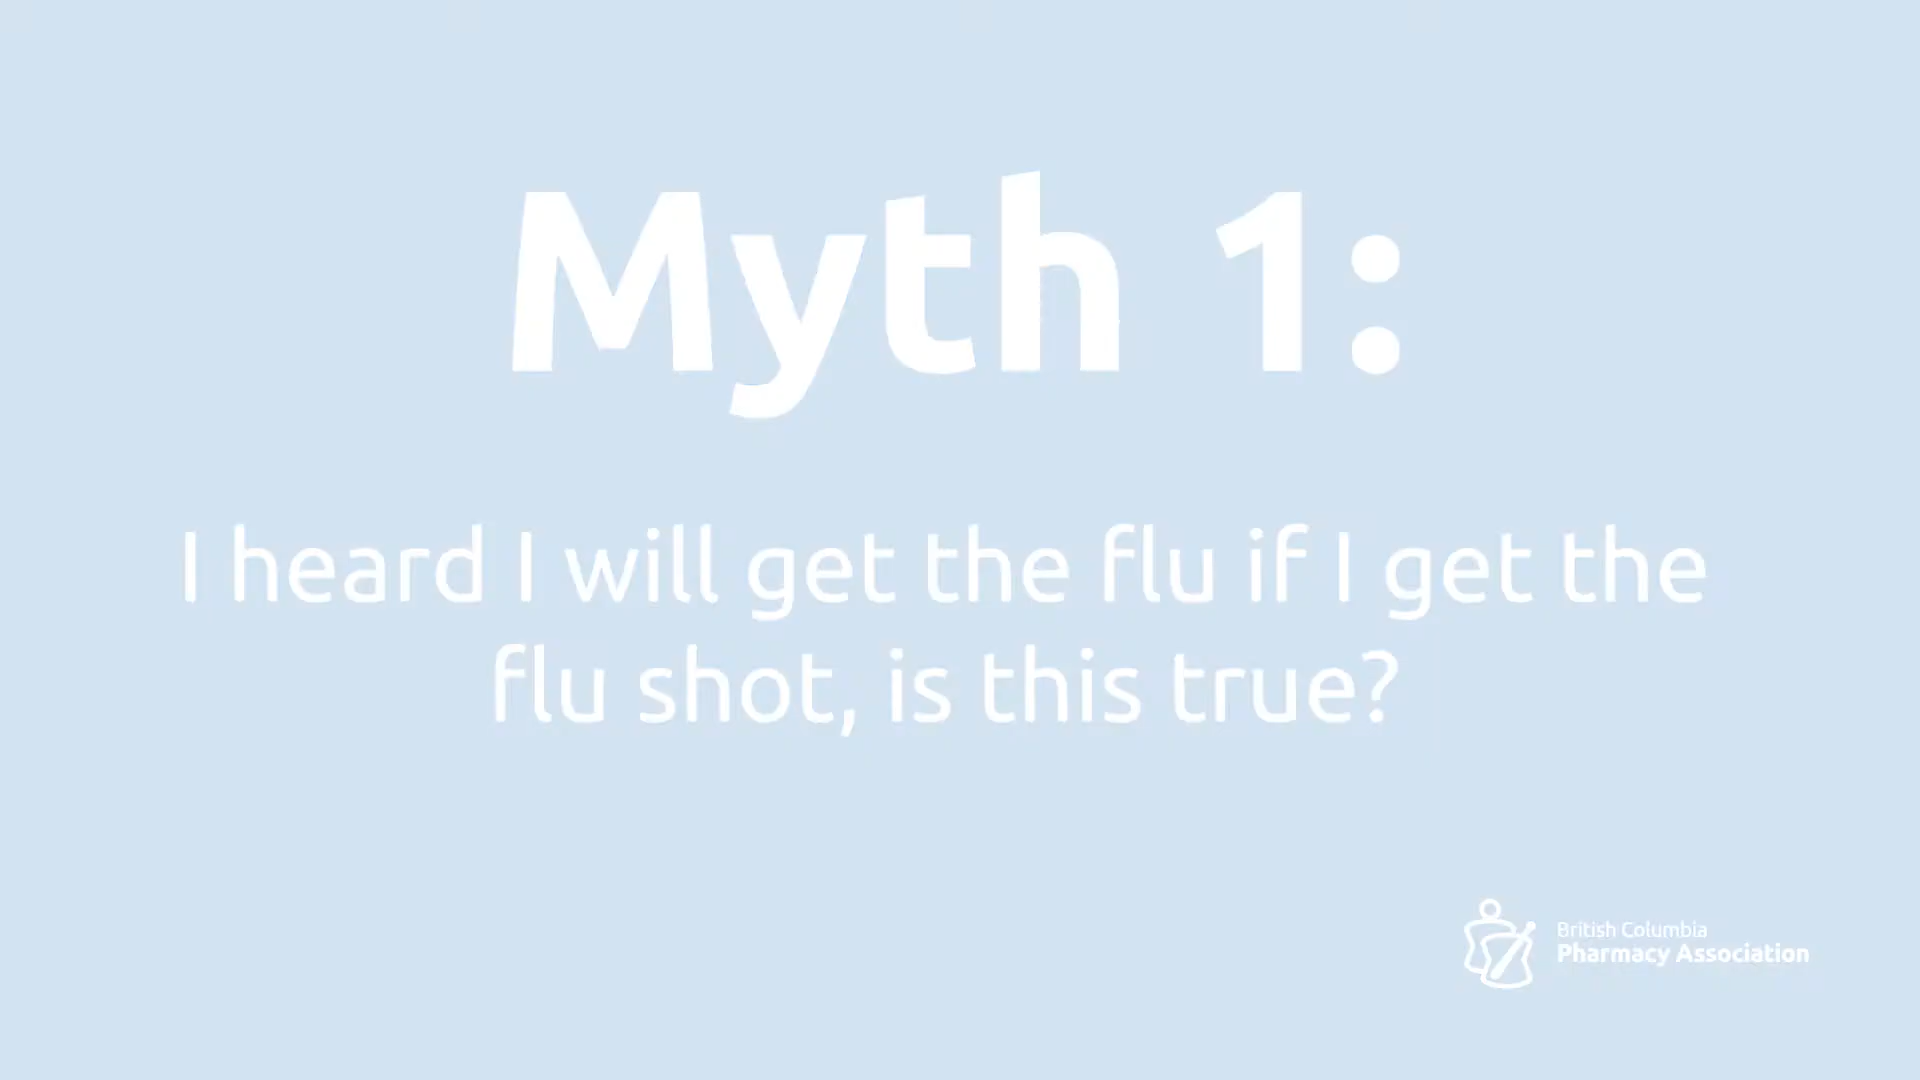 Myth 1:
I heard I will get the flu if I get the
flu shot, is this true?
British Columbia
Pharmacy Association